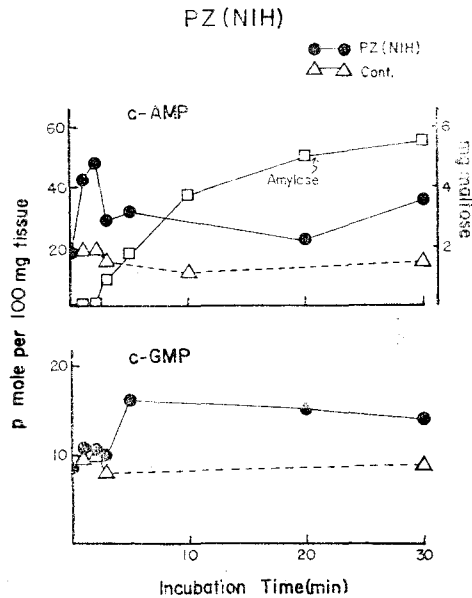 PZ(NIH)
PZ(NIH)
Cont.
c-AMP
60
40
20
6
4
2
mg maltose
Amylose
p mole per 100 mg tissue
c-GMP
20
10
10
20
30
Incubation Time(min)